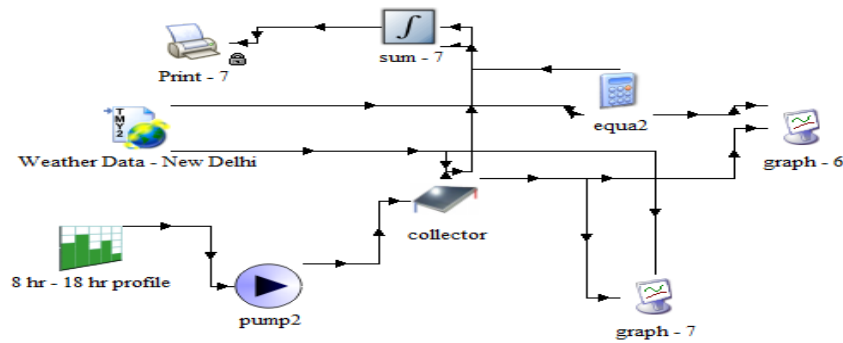 sum - 7
Print - 7
TMY2
equa2
Weather Data - New Delhi
graph - 6
collector
8 hr - 18 hr profile
pump2
graph - 7